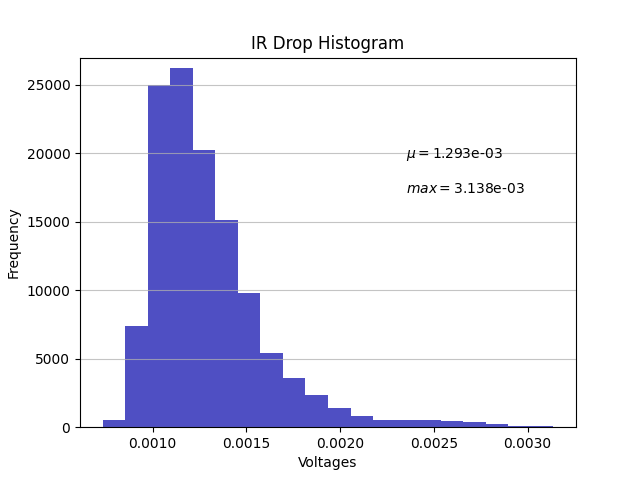 IR Drop Histogram
25000
20000
15000
10000
5000
0
Frequency
μ = 1.293e-03
max = 3.138e-03
0.0010 0.0015 0.0020 0.0025 0.0030
Voltages